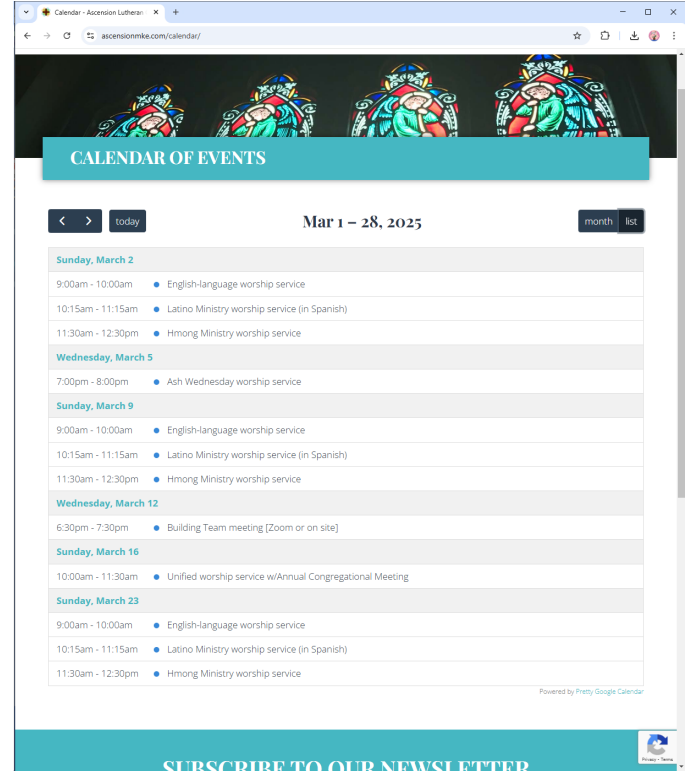 Calendar - Ascension Lutheran
ascensionmke.com/calendar/
CALENDAR OF EVENTS
today
Mar 1 – 28, 2025
month list
Sunday, March 2
9:00am - 10:00am English-language worship service
10:15am - 11:15am Latino Ministry worship service (in Spanish)
11:30am - 12:30pm Hmong Ministry worship service
Wednesday, March 5
7:00pm - 8:00pm Ash Wednesday worship service
Sunday, March 9
9:00am - 10:00am English-language worship service
10:15am - 11:15am Latino Ministry worship service (in Spanish)
11:30am - 12:30pm Hmong Ministry worship service
Wednesday, March 12
6:30pm - 7:30pm Building Team meeting [Zoom or on site]
Sunday, March 16
10:00am - 11:30am Unified worship service w/Annual Congregational Meeting
Sunday, March 23
9:00am - 10:00am English-language worship service
10:15am - 11:15am Latino Ministry worship service (in Spanish)
11:30am - 12:30pm Hmong Ministry worship service
Powered by Pretty Google Calendar
Privacy - Terms
SUBSCRIBE TO OUR NEWSLETTER